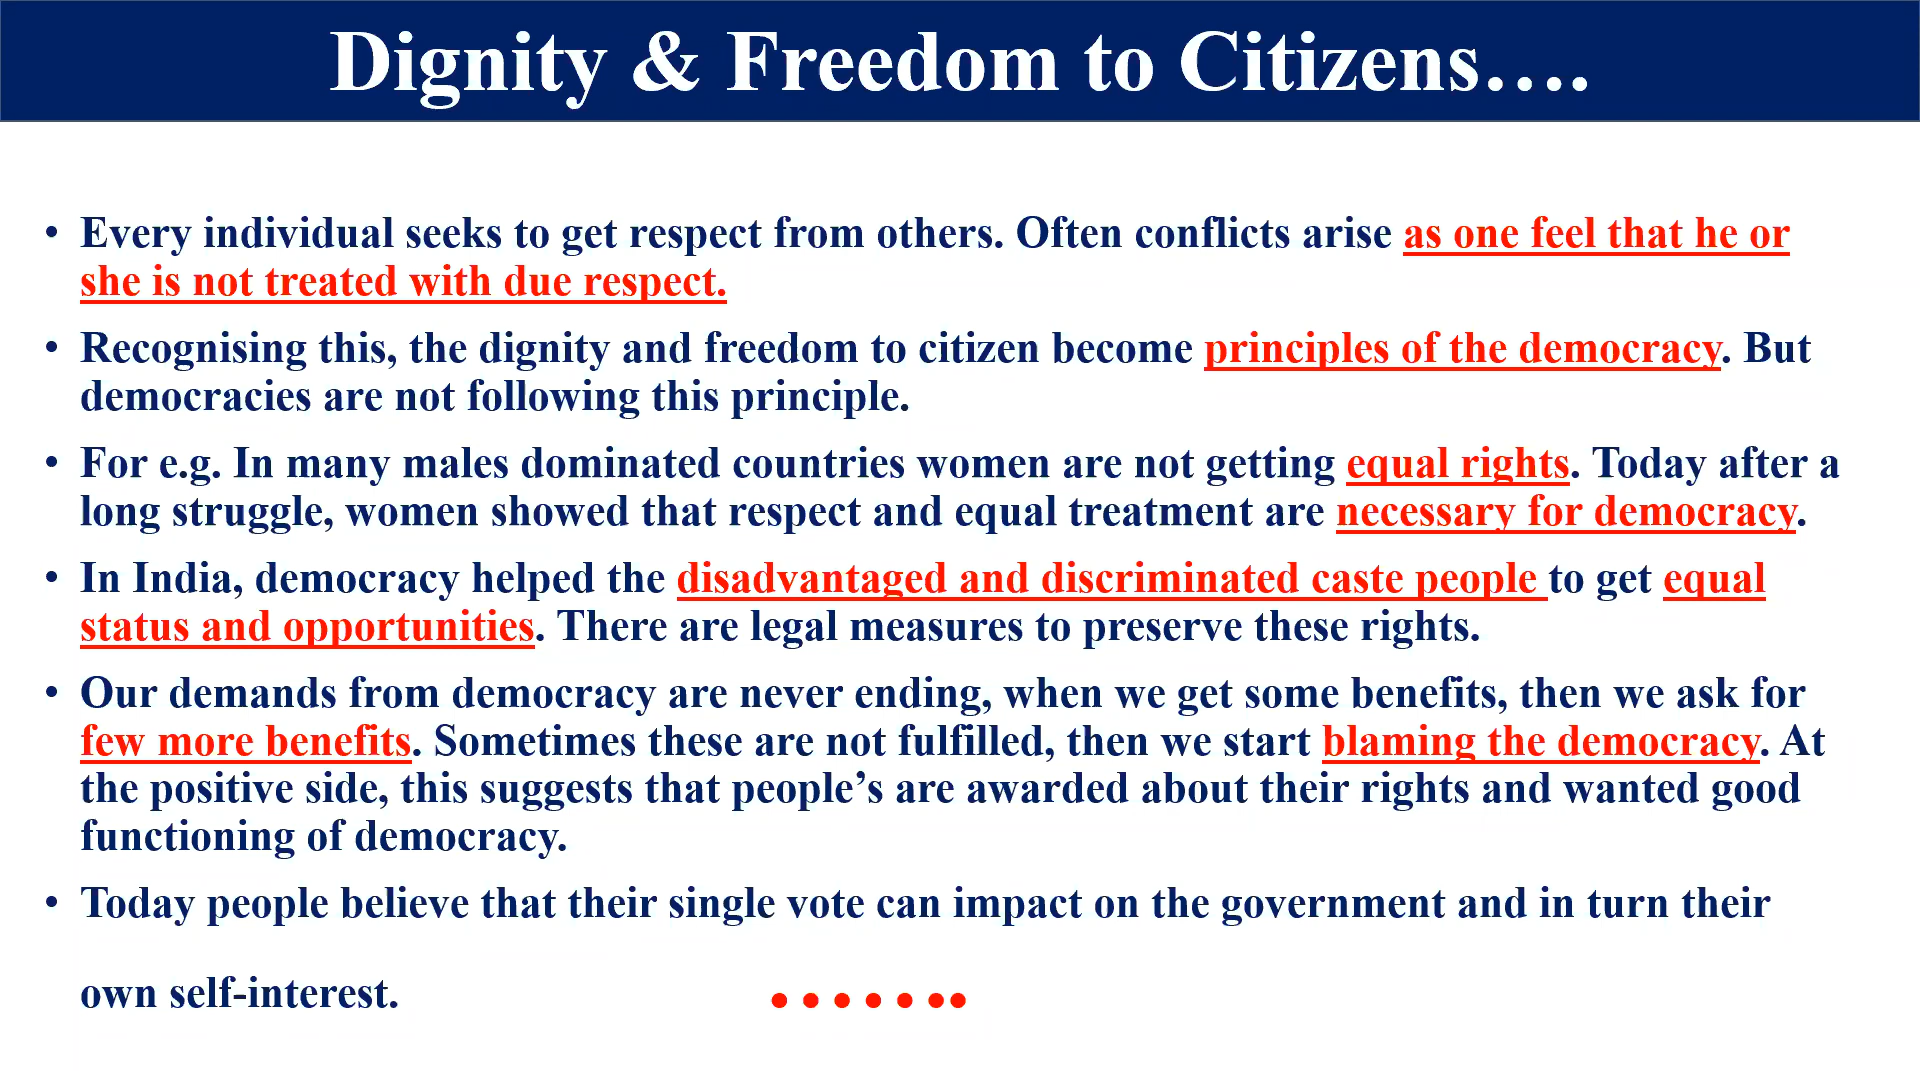 Dignity & Freedom to Citizens….
• Every individual seeks to get respect from others. Often conflicts arise as one feel that he or
she is not treated with due respect.
• Recognising this, the dignity and freedom to citizen become principles of the democracy. But
democracies are not following this principle.
• For e.g. In many males dominated countries women are not getting equal rights. Today after a
long struggle, women showed that respect and equal treatment are necessary for democracy.
• In India, democracy helped the disadvantaged and discriminated caste people to get equal
status and opportunities. There are legal measures to preserve these rights.
• Our demands from democracy are never ending, when we get some benefits, then we ask for
few more benefits. Sometimes these are not fulfilled, then we start blaming the democracy. At
the positive side, this suggests that people’s are awarded about their rights and wanted good
functioning of democracy.
• Today people believe that their single vote can impact on the government and in turn their
own self-interest. …….